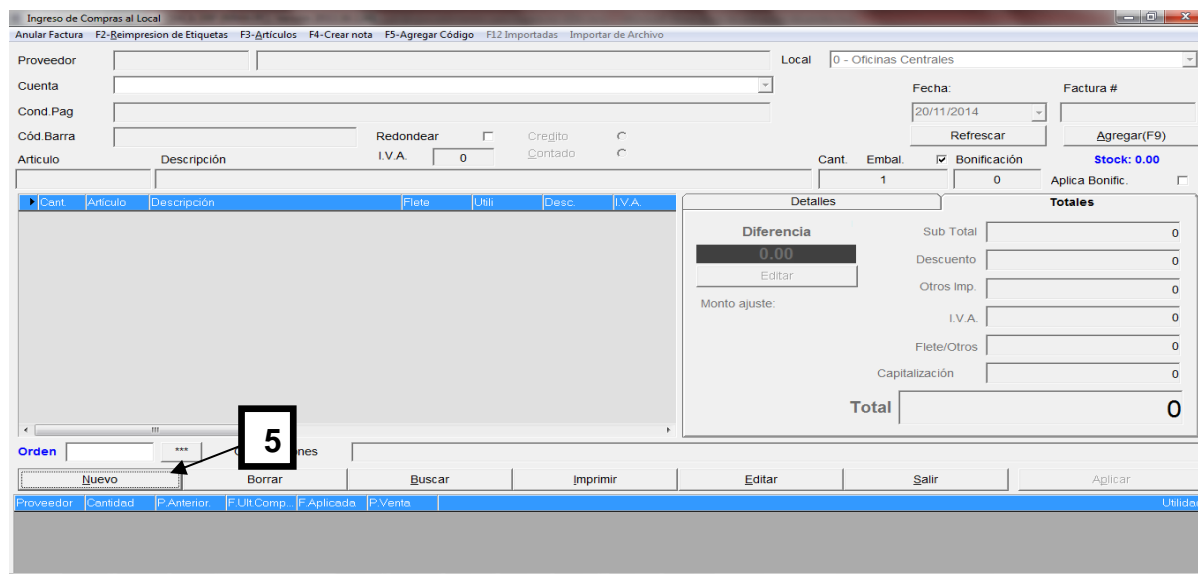 Ingreso de Compras al Local
Anular Factura F2-Reimpresion de Etiquetas F3-Artículos F4-Crear nota F5-Agregar Código F12 Importadas Importar de Archivo
Proveedor Local 0 - Oficinas Centrales
Cuenta Fecha: Factura #
Cond.Pag 20/11/2014
Cód.Barra Redondear Credito Refrescar Agregar(F9)
I.V.A. 0 Contado
Articulo Descripción Cant. Embal. Bonificación Stock: 0.00
1 0 Aplica Bonific.
Cant. Artículo Descripción Flete Utili Desc. I.V.A. Detalles Totales
Diferencia Sub Total 0
0.00 Descuento 0
Editar Otros Imp. 0
Monto ajuste: I.V.A. 0
Flete/Otros 0
Capitalización 0
Total 0
5
Orden *** nes
Nuevo Borrar Buscar Imprimir Editar Salir Aplicar
Proveedor Cantidad P.Anterior. F.Ult.Comp... F.Aplicada P.Venta Utilidad